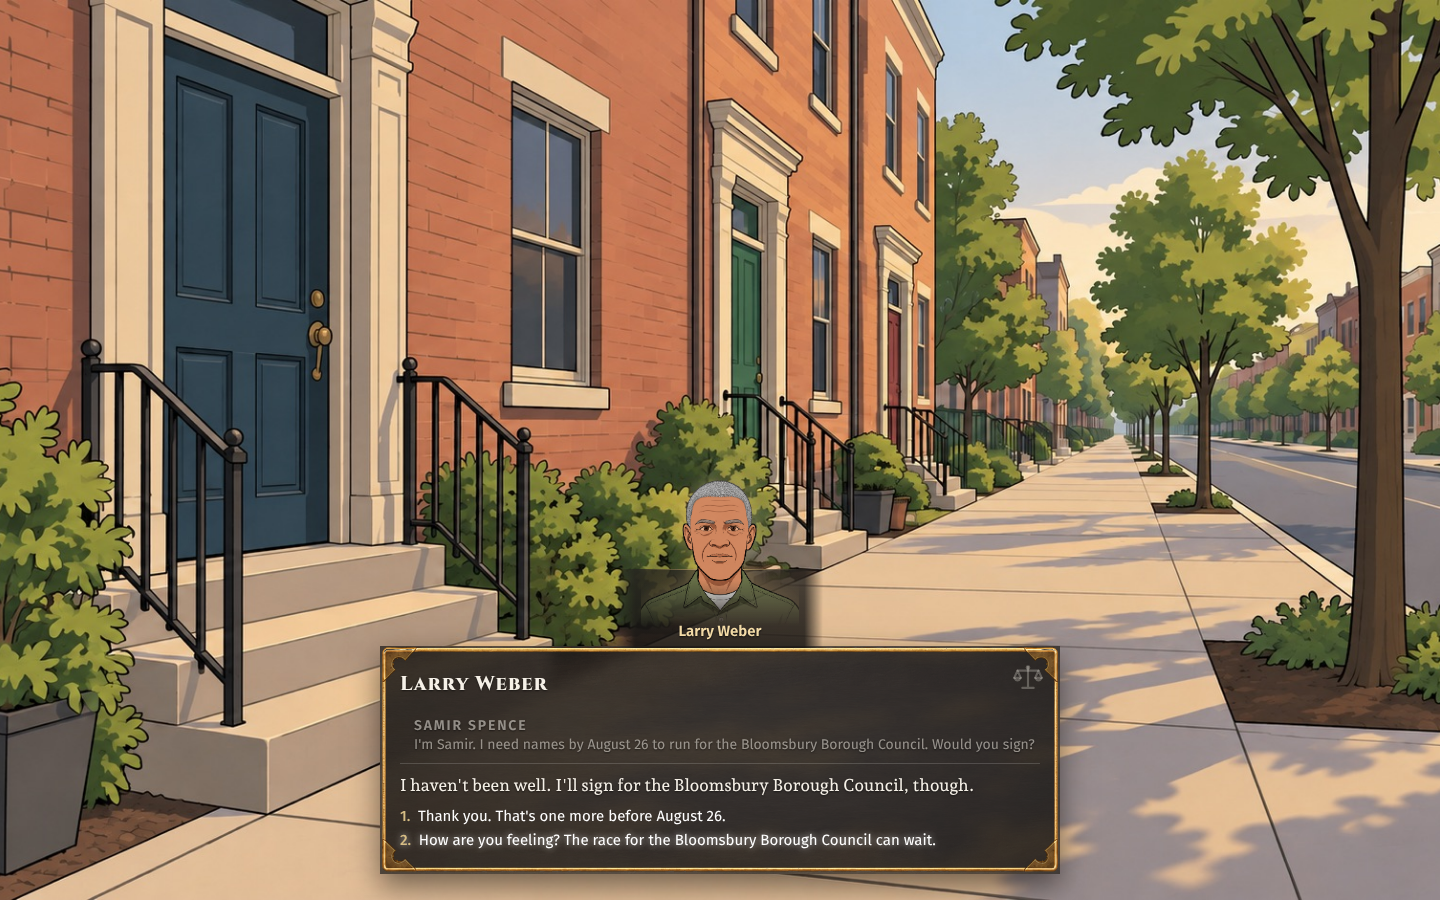 Larry Weber
LARRY WEBER
SAMIR SPENCE
I'm Samir. I need names by August 26 to run for the Bloomsbury Borough Council. Would you sign?
I haven't been well. I'll sign for the Bloomsbury Borough Council, though.
1. Thank you. That's one more before August 26.
2. How are you feeling? The race for the Bloomsbury Borough Council can wait.